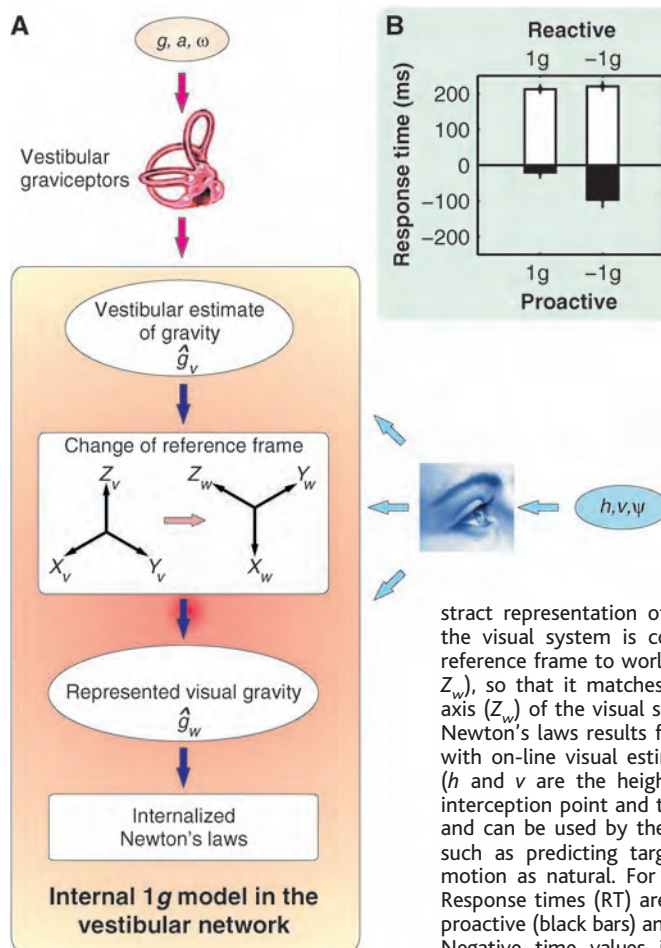 A
g, a, ω
Vestibular
graviceptors
Vestibular estimate
of gravity
ĝv
Change of reference frame
Zv
Xv
Yv
Zw
Yw
Xw
Represented visual gravity
ĝw
Internalized
Newton's laws
Internal 1g model in the
vestibular network
h,v,ψ
B
Reactive
1g −1g
Response time (ms)
200
100
0
−100
−200
1g −1g
Proactive
stract representation of
the visual system is co
reference frame to worl
Zw), so that it matches
axis (Zw) of the visual s
Newton's laws results f
with on-line visual esti
(h and v are the heigh
interception point and t
and can be used by the
such as predicting targ
motion as natural. For
Response times (RT) are
proactive (black bars) an
Negative time values i